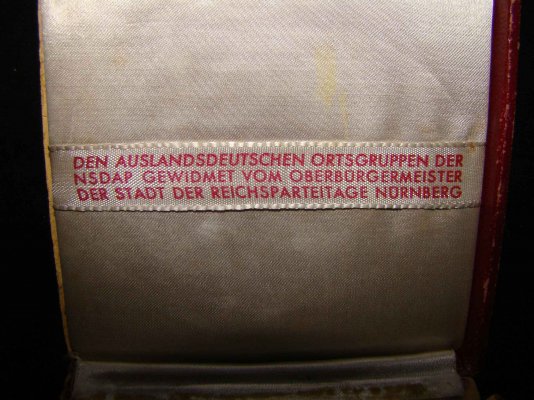 DEN AUSLANDSDEUTSCHEN ORTSGRUPPEN DER
NSDAP GEWIDMET VOM OBERBÜRGERMEISTER
DER STADT DER REICHSPARTEITAGE NÜRNBERG